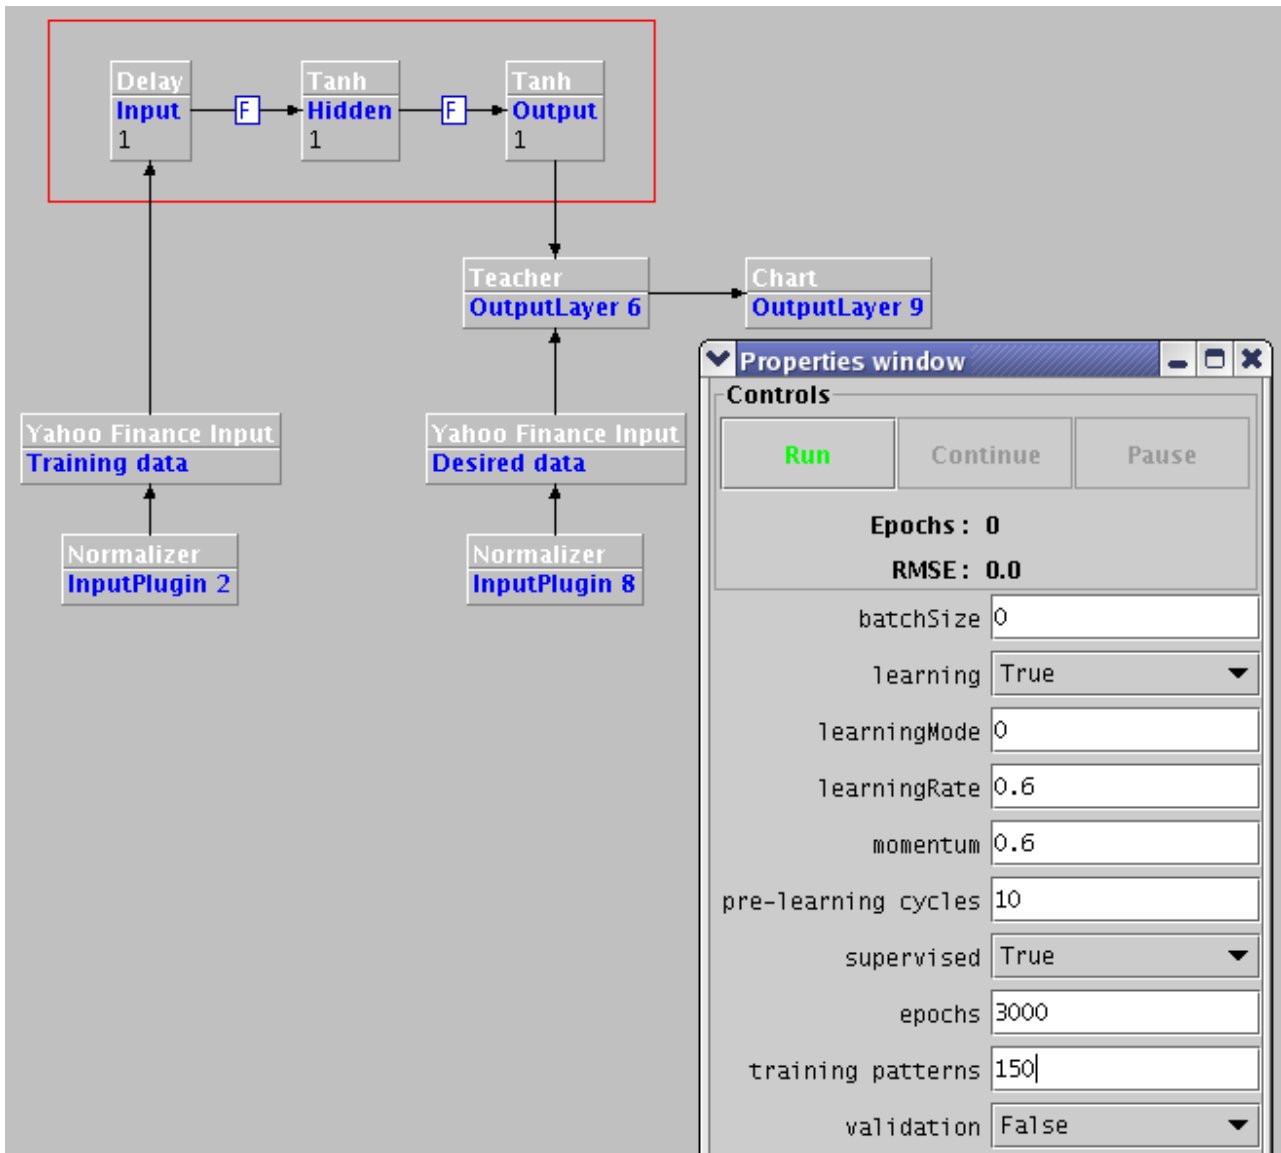 Delay
Input
1
F
Tanh
Hidden
1
F
Tanh
Output
1
Teacher
OutputLayer 6
Chart
OutputLayer 9
Yahoo Finance Input
Training data
Yahoo Finance Input
Desired data
Normalizer
InputPlugin 2
Normalizer
InputPlugin 8
Properties window
Controls
Run Continue Pause
Epochs : 0
RMSE : 0.0
batchSize 0
learning True
learningMode 0
learningRate 0.6
momentum 0.6
pre-learning cycles 10
supervised True
epochs 3000
training patterns 150
validation False